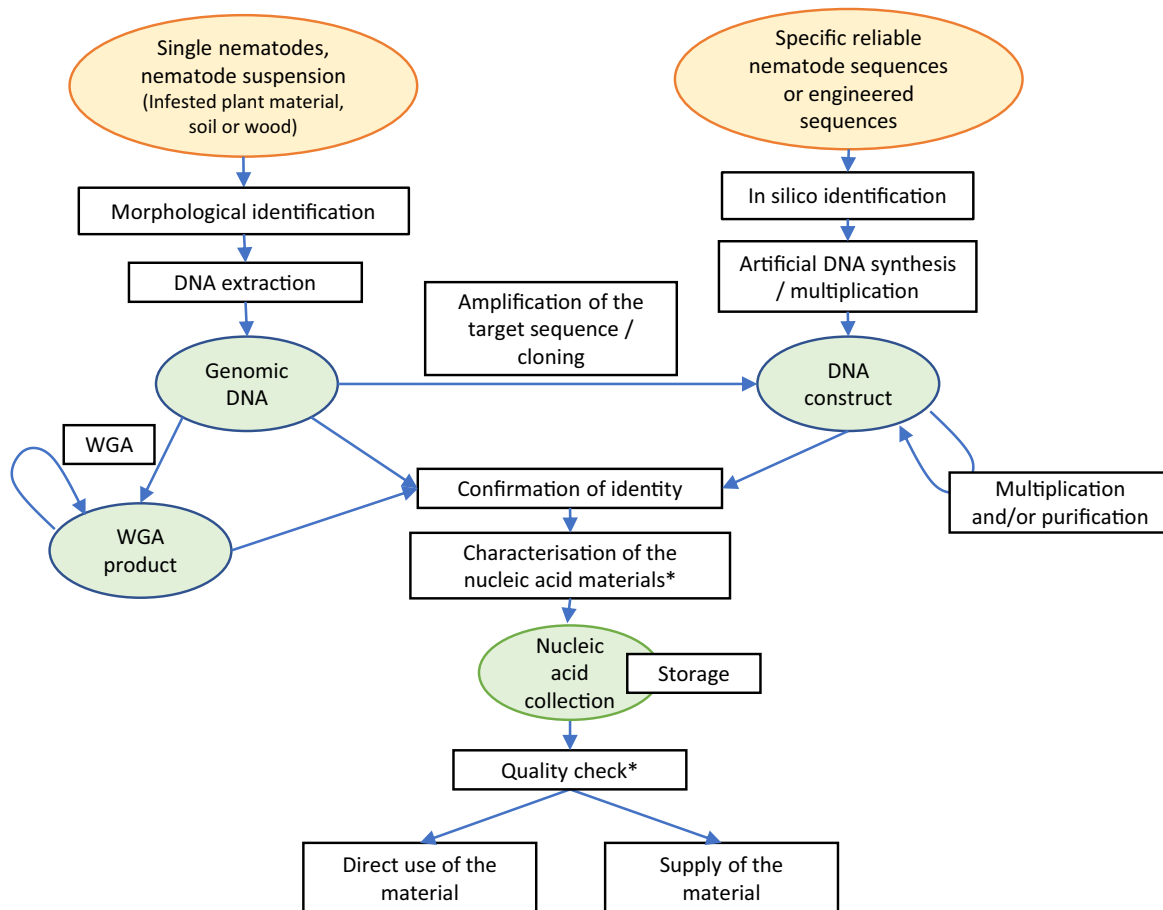 Single nematodes,
nematode suspension
(Infested plant material,
soil or wood)
Specific reliable
nematode sequences
or engineered
sequences
Morphological identification
In silico identification
DNA extraction
Artificial DNA synthesis
/ multiplication
Amplification of the
target sequence /
cloning
Genomic
DNA
DNA
construct
WGA
Confirmation of identity
Multiplication
and/or purification
WGA
product
Characterisation of the
nucleic acid materials*
Nucleic
acid
collection
Storage
Quality check*
Direct use of the
material
Supply of the
material